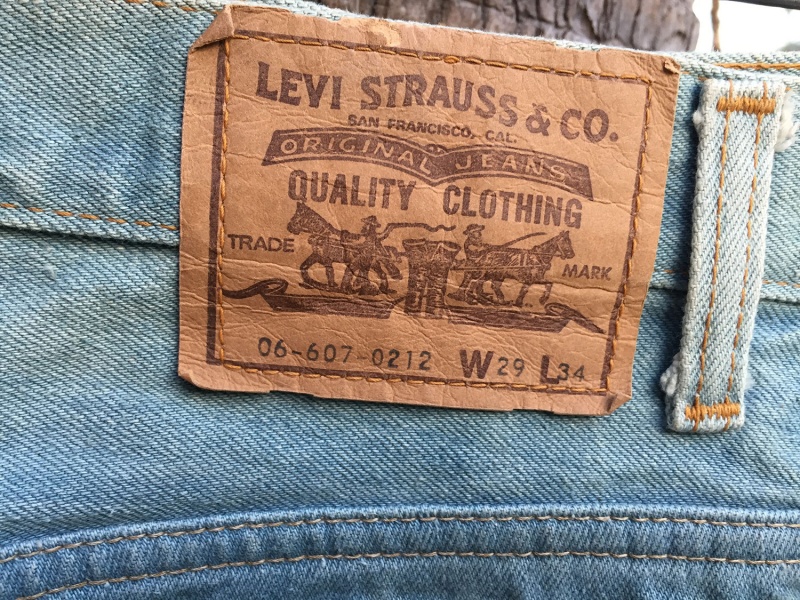 LEVI STRAUSS & CO.
SAN FRANCISCO, CAL.
ORIGINAL JEANS
QUALITY CLOTHING
TRADE MARK
06-607-0212 W29 L34